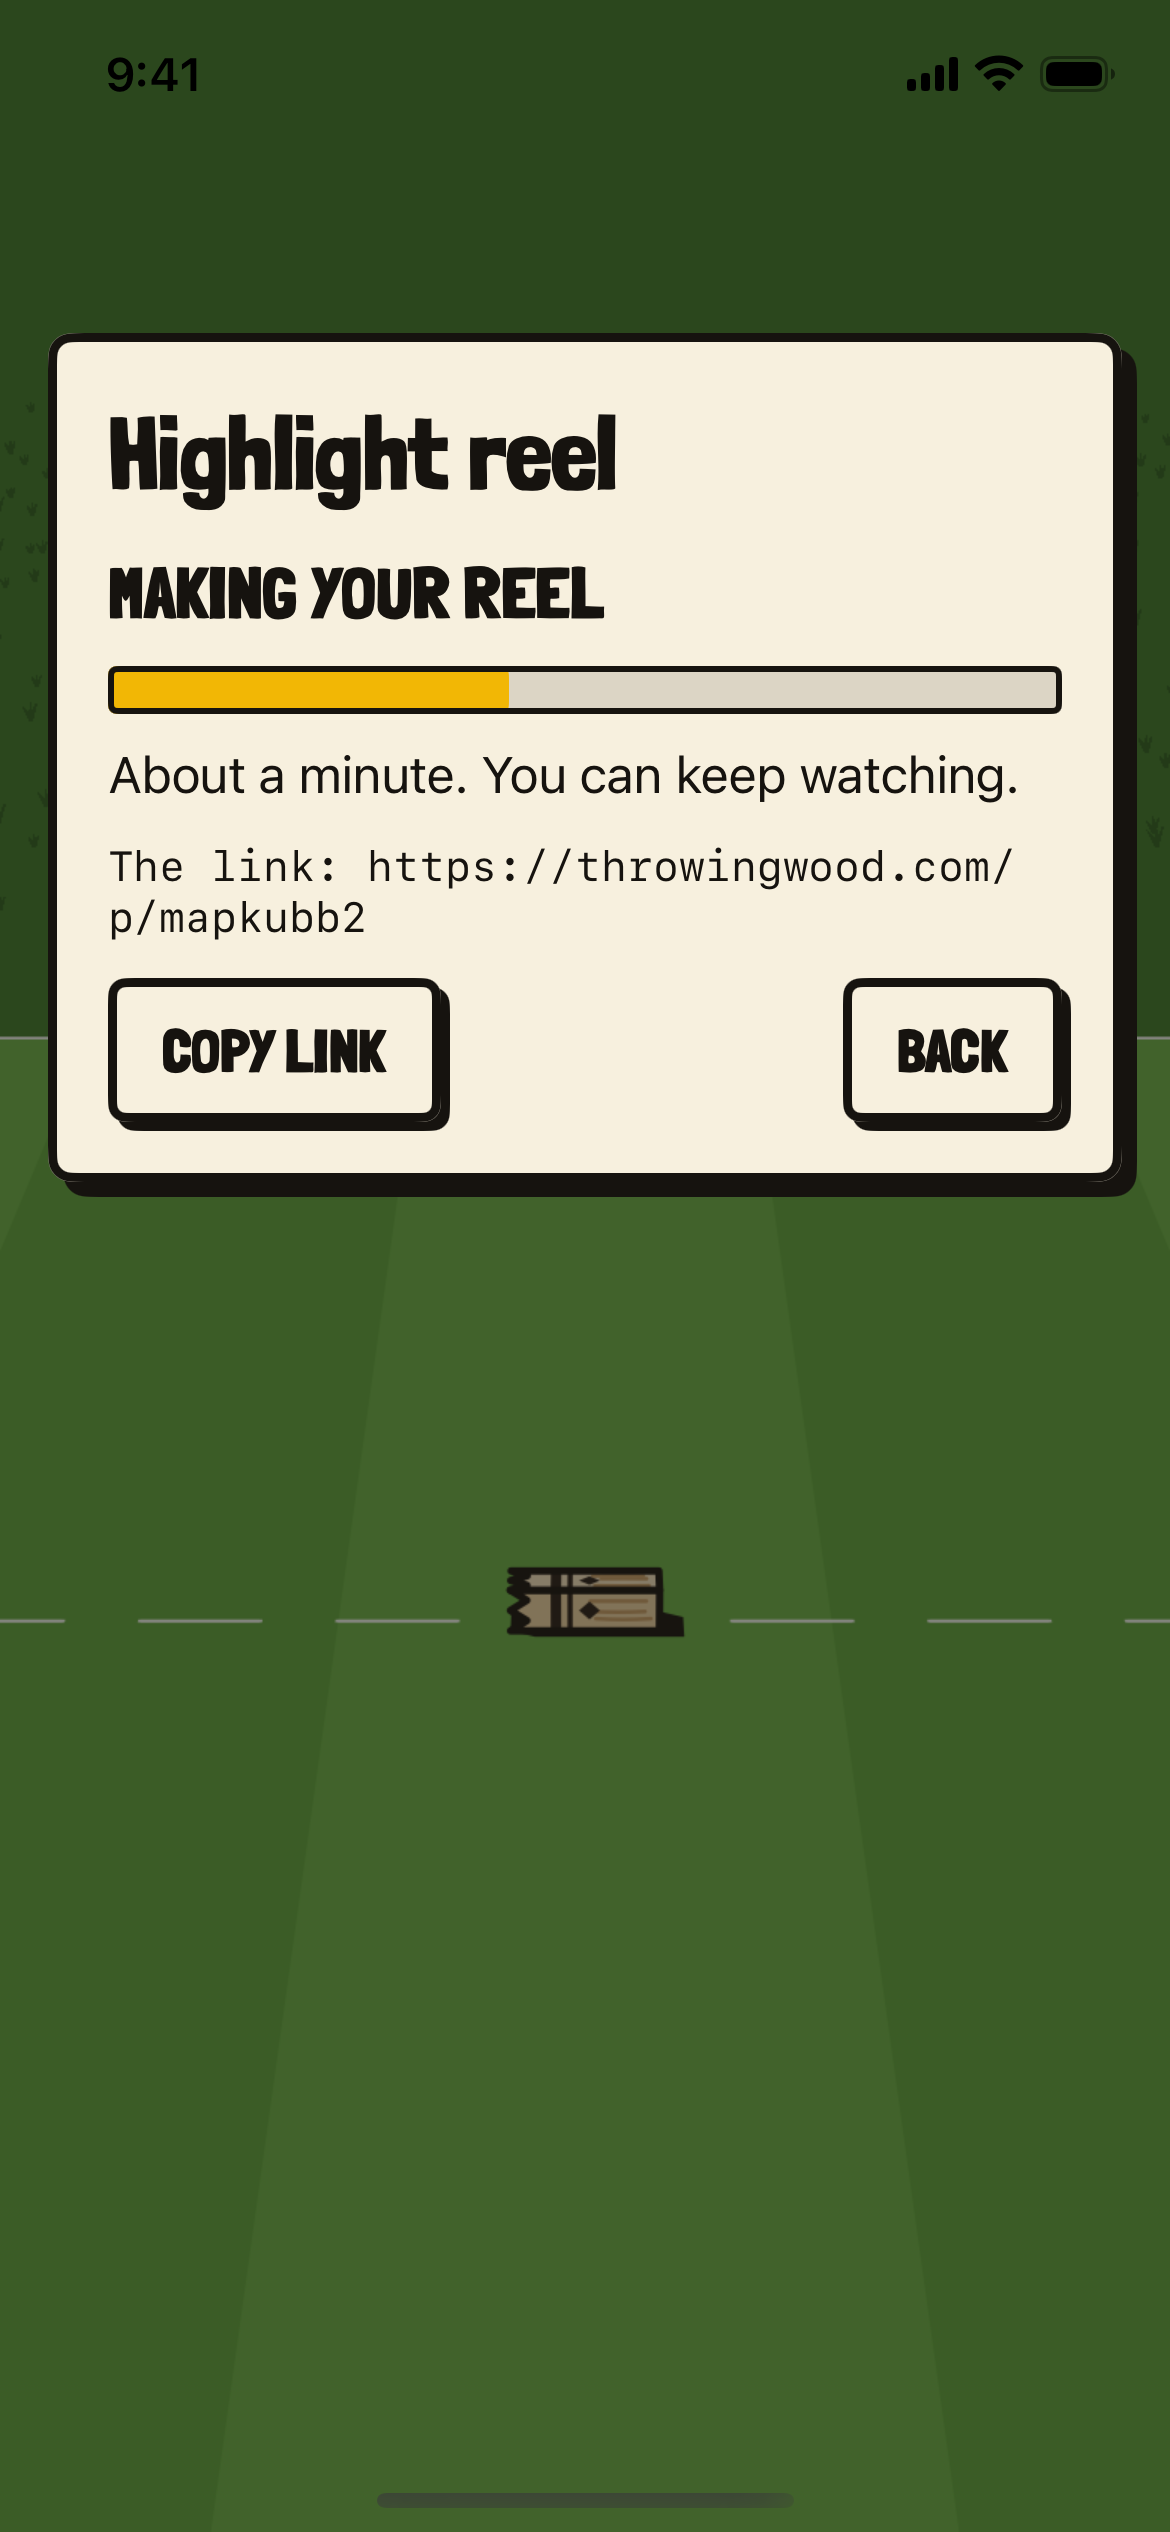 9:41
Highlight reel
MAKING YOUR REEL
About a minute. You can keep watching.
The link: https://throwingwood.com/
p/mapkubb2
COPY LINK
BACK